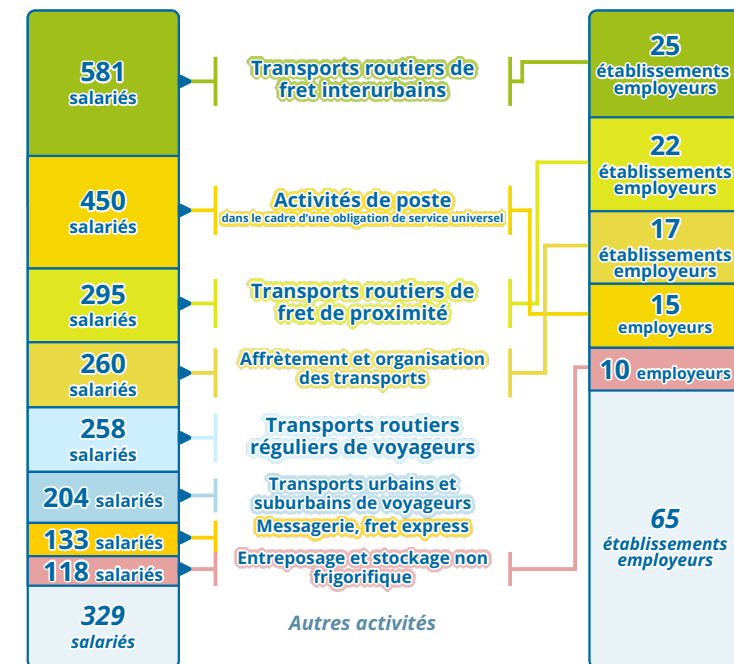 581
salariés
Transports routiers de
fret interurbains
25
établissements
employeurs
450
salariés
Activités de poste
dans le cadre d'une obligation de service universel
22
établissements
employeurs
295
salariés
Transports routiers de
fret de proximité
17
établissements
employeurs
260
salariés
Affrètement et organisation
des transports
15
employeurs
10 employeurs
258
salariés
Transports routiers
réguliers de voyageurs
204 salariés
Transports urbains et
suburbains de voyageurs
133 salariés
Messagerie, fret express
118 salariés
Entreposage et stockage non
frigorifique
329
salariés
Autres activités
65
établissements
employeurs